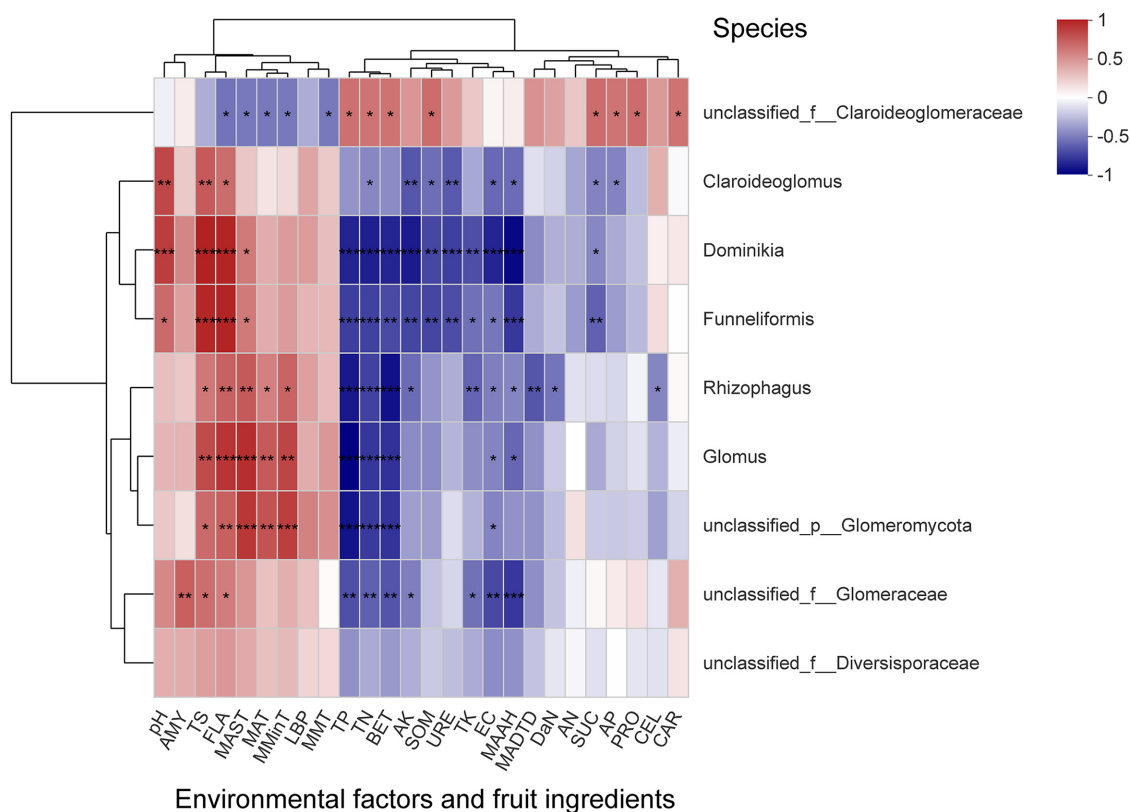 Species
1
0.5
0
-0.5
-1
* * * * * * * * * * * * * unclassified_f__Claroideoglomeraceae
** ** * * ** * ** * * * * Claroideoglomus
*** *** *** * *** *** *** *** ** *** ** *** *** * Dominikia
* *** *** * *** *** ** ** ** ** * * *** ** Funneliformis
* ** ** * * *** *** *** * ** * * ** * * Rhizophagus
** *** *** ** ** *** *** *** * * Glomus
* ** *** ** *** *** *** *** * unclassified_p__Glomeromycota
** * * ** ** ** * * ** *** unclassified_f__Glomeraceae
unclassified_f__Diversisporaceae
pH AMY TS FLA MAST MAT MMinT LBP MMT TP TN BET AK SOM URE TK EC MAAH MADTD DaN AN SUC AP PRO CEL CAR
Environmental factors and fruit ingredients